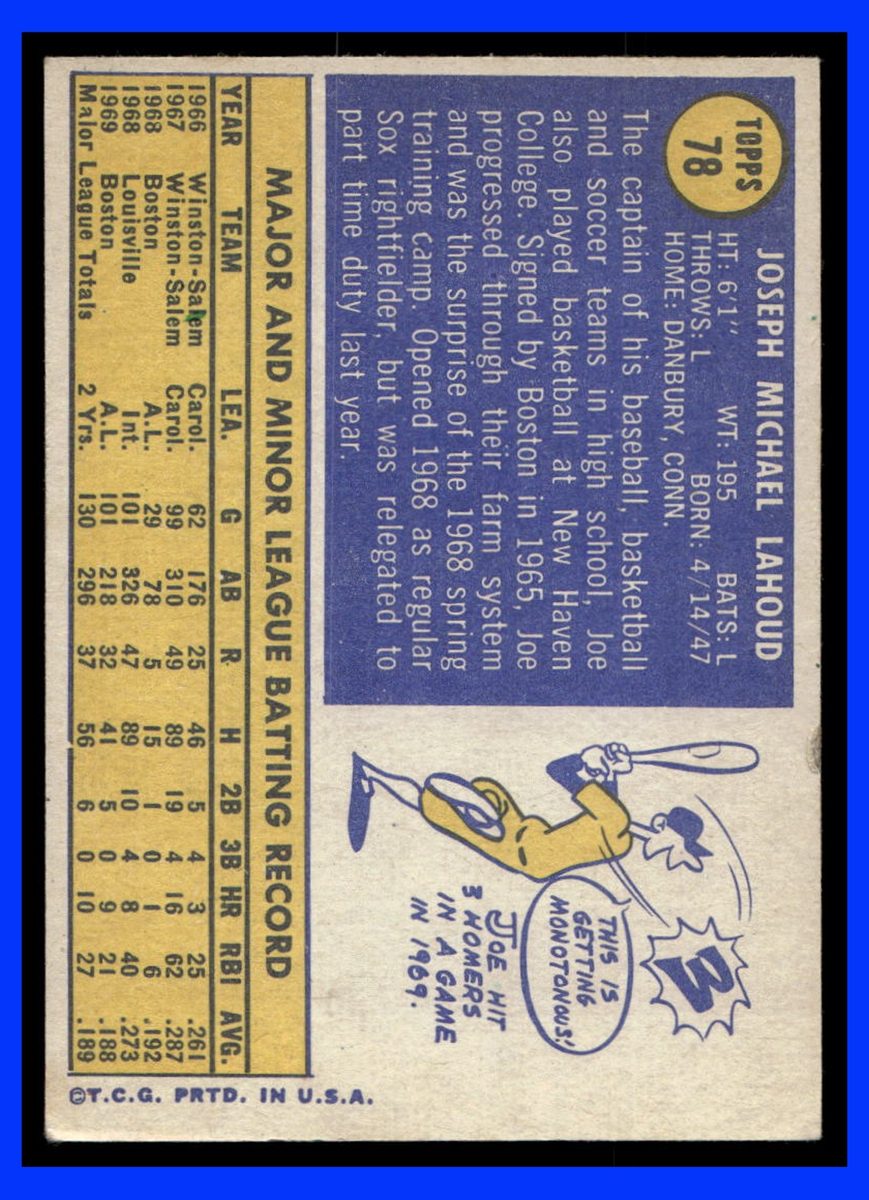 TOPPS
78
JOSEPH MICHAEL LAHOUD
HT: 6'1" WT: 195 BATS: L
THROWS: L BORN: 4/14/47
HOME: DANBURY, CONN.
The captain of his baseball, basketball
and soccer teams in high school, Joe
also played basketball at New Haven
College. Signed by Boston in 1965, Joe
progressed through their farm system
and was the surprise of the 1968 spring
training camp. Opened 1968 as regular
Sox rightfielder, but was relegated to
part time duty last year.
3
THIS IS
GETTING
MONOTONOUS!
JOE HIT
3 HOMERS
IN A GAME
IN 1969.
MAJOR AND MINOR LEAGUE BATTING RECORD
YEAR TEAM LEA. G AB R H 2B 3B HR RBI AVG.
1966 Winston-Salem Carol. 62 176 25 46 5 4 3 25 .261
1967 Winston-Salem Carol. 99 310 49 89 19 4 16 62 .287
1968 Boston A.L. 29 78 5 15 1 0 1 6 .192
1968 Louisville Int. 101 326 47 89 10 4 8 40 .273
1969 Boston A.L. 101 218 32 41 5 0 9 21 .188
Major League Totals 2 Yrs. 130 296 37 56 6 0 10 27 .189
©T.C.G. PRTD. IN U.S.A.